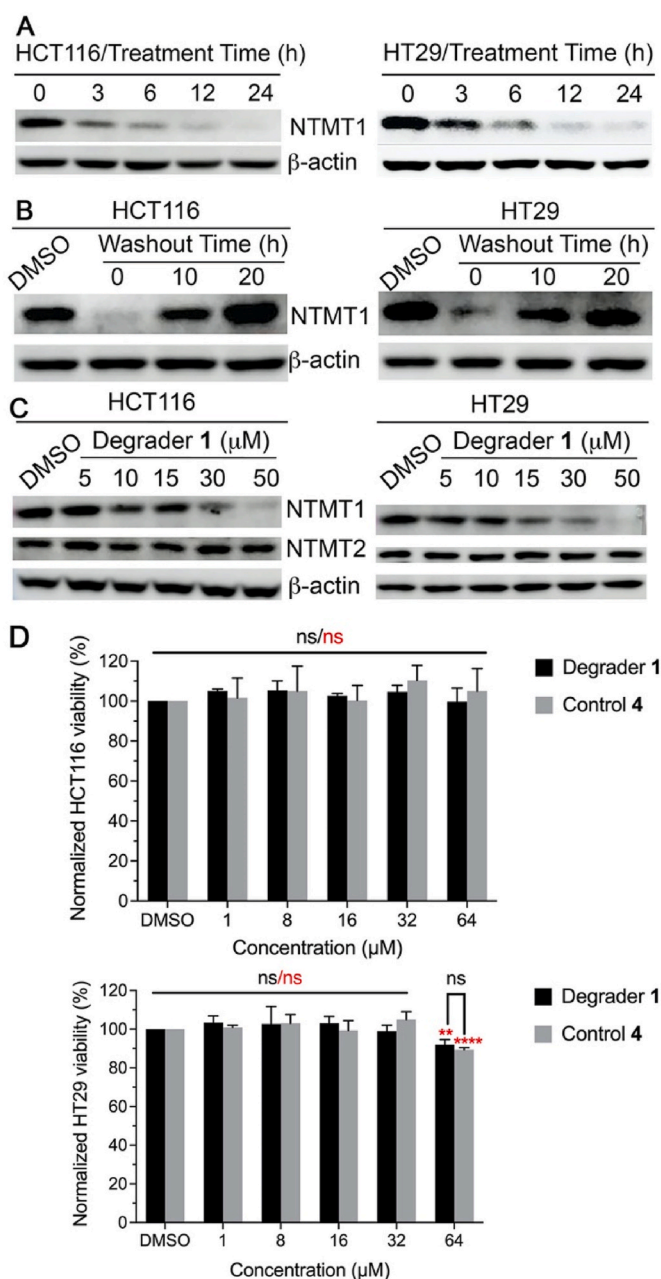 A
HCT116/Treatment Time (h)
0 3 6 12 24
NTMT1
β-actin
HT29/Treatment Time (h)
0 3 6 12 24
B
HCT116
DMSO
Washout Time (h)
0 10 20
NTMT1
β-actin
HT29
DMSO
Washout Time (h)
0 10 20
C
HCT116
DMSO
Degrader 1 (μM)
5 10 15 30 50
NTMT1
NTMT2
β-actin
HT29
DMSO
Degrader 1 (μM)
5 10 15 30 50
D
ns/ns
Normalized HCT116 viability (%)
120
100
80
60
40
20
0
DMSO 1 8 16 32 64
Concentration (μM)
Degrader 1
Control 4
ns/ns
ns
** ****
Normalized HT29 viability (%)
120
100
80
60
40
20
0
DMSO 1 8 16 32 64
Concentration (μM)
Degrader 1
Control 4